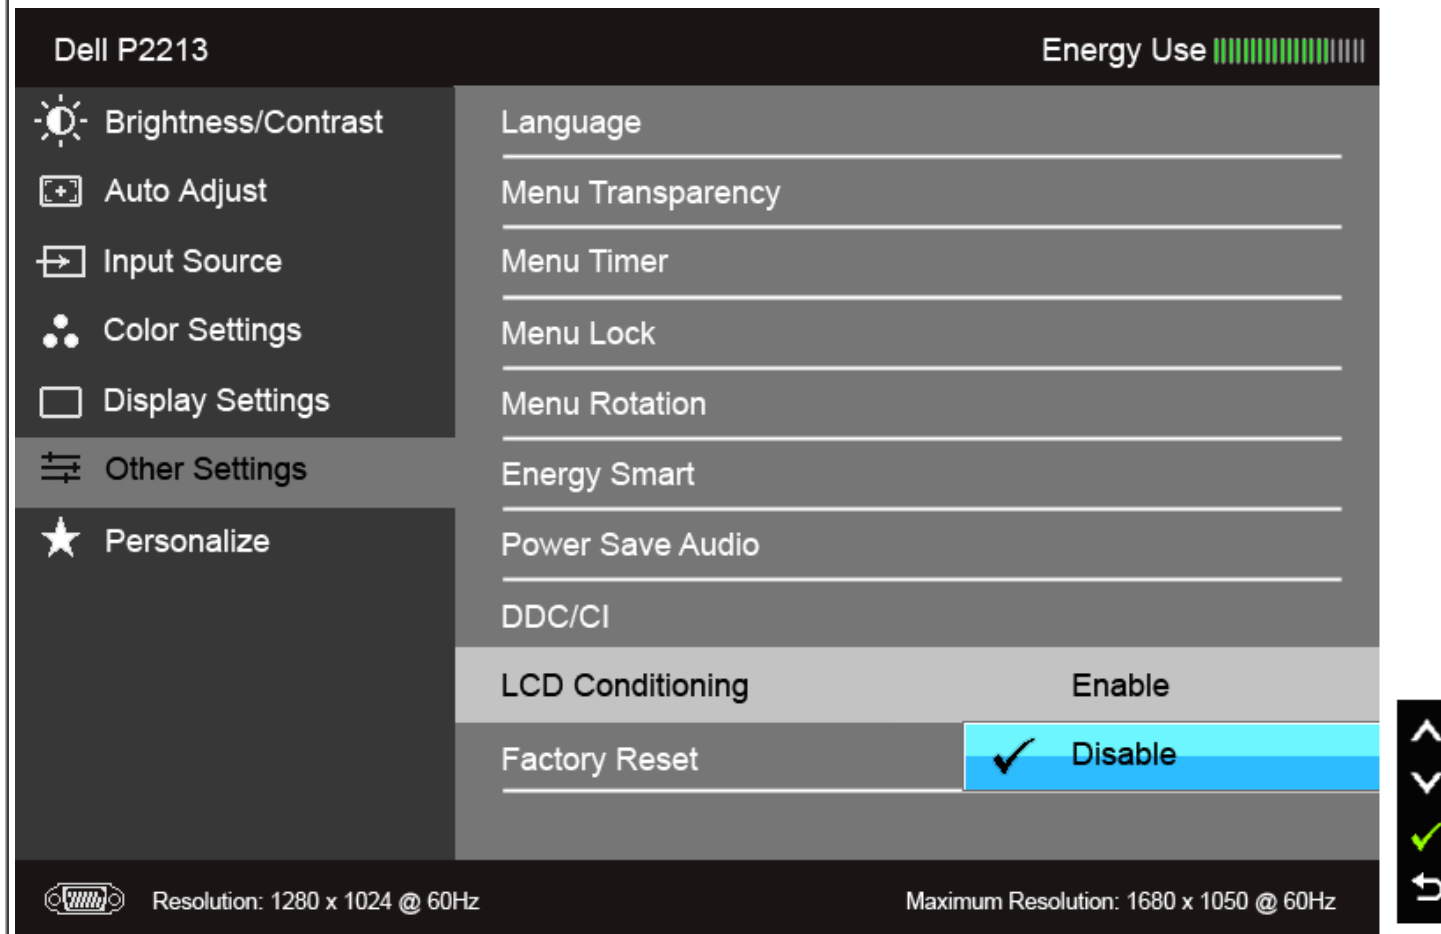 Dell P2213
Energy Use
Brightness/Contrast
Auto Adjust
Input Source
Color Settings
Display Settings
Other Settings
Personalize
Language
Menu Transparency
Menu Timer
Menu Lock
Menu Rotation
Energy Smart
Power Save Audio
DDC/CI
LCD Conditioning
Enable
Factory Reset
Disable
Resolution: 1280 x 1024 @ 60Hz
Maximum Resolution: 1680 x 1050 @ 60Hz